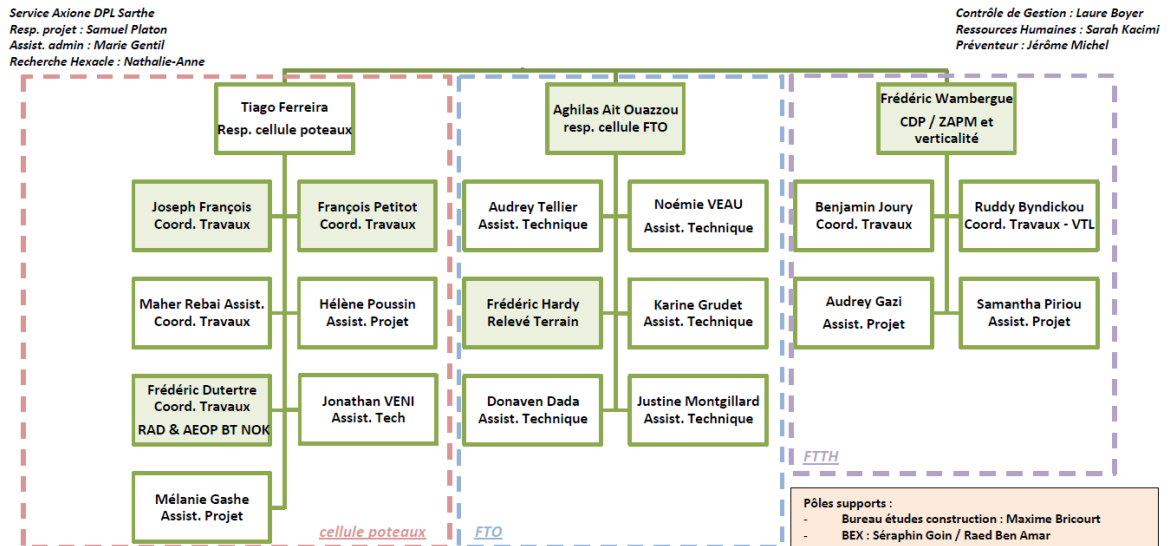 Service Axione DPL Sarthe
Resp. projet : Samuel Platon
Assist. admin : Marie Gentil
Recherche Hexacle : Nathalie-Anne
Contrôle de Gestion : Laure Boyer
Ressources Humaines : Sarah Kacimi
Préventeur : Jérôme Michel
Tiago Ferreira
Resp. cellule poteaux
Joseph François
Coord. Travaux
François Petitot
Coord. Travaux
Maher Rebai Assist.
Coord. Travaux
Hélène Poussin
Assist. Projet
Frédéric Dutertre
Coord. Travaux
RAD & AEOP BT NOK
Jonathan VENI
Assist. Tech
Mélanie Gashe
Assist. Projet
cellule poteaux
Aghilas Ait Ouazzou
resp. cellule FTO
Audrey Tellier
Assist. Technique
Noémie VEAU
Assist. Technique
Frédéric Hardy
Relevé Terrain
Karine Grudet
Assist. Technique
Donaven Dada
Assist. Technique
Justine Montgillard
Assist. Technique
FTO
Frédéric Wambergue
CDP / ZAPM et
verticalité
Benjamin Joury
Coord. Travaux
Ruddy Byndickou
Coord. Travaux - VTL
Audrey Gazi
Assist. Projet
Samantha Piriou
Assist. Projet
FTTH
Pôles supports :
- Bureau études construction : Maxime Bricourt
- BEX : Séraphin Goin / Raed Ben Amar